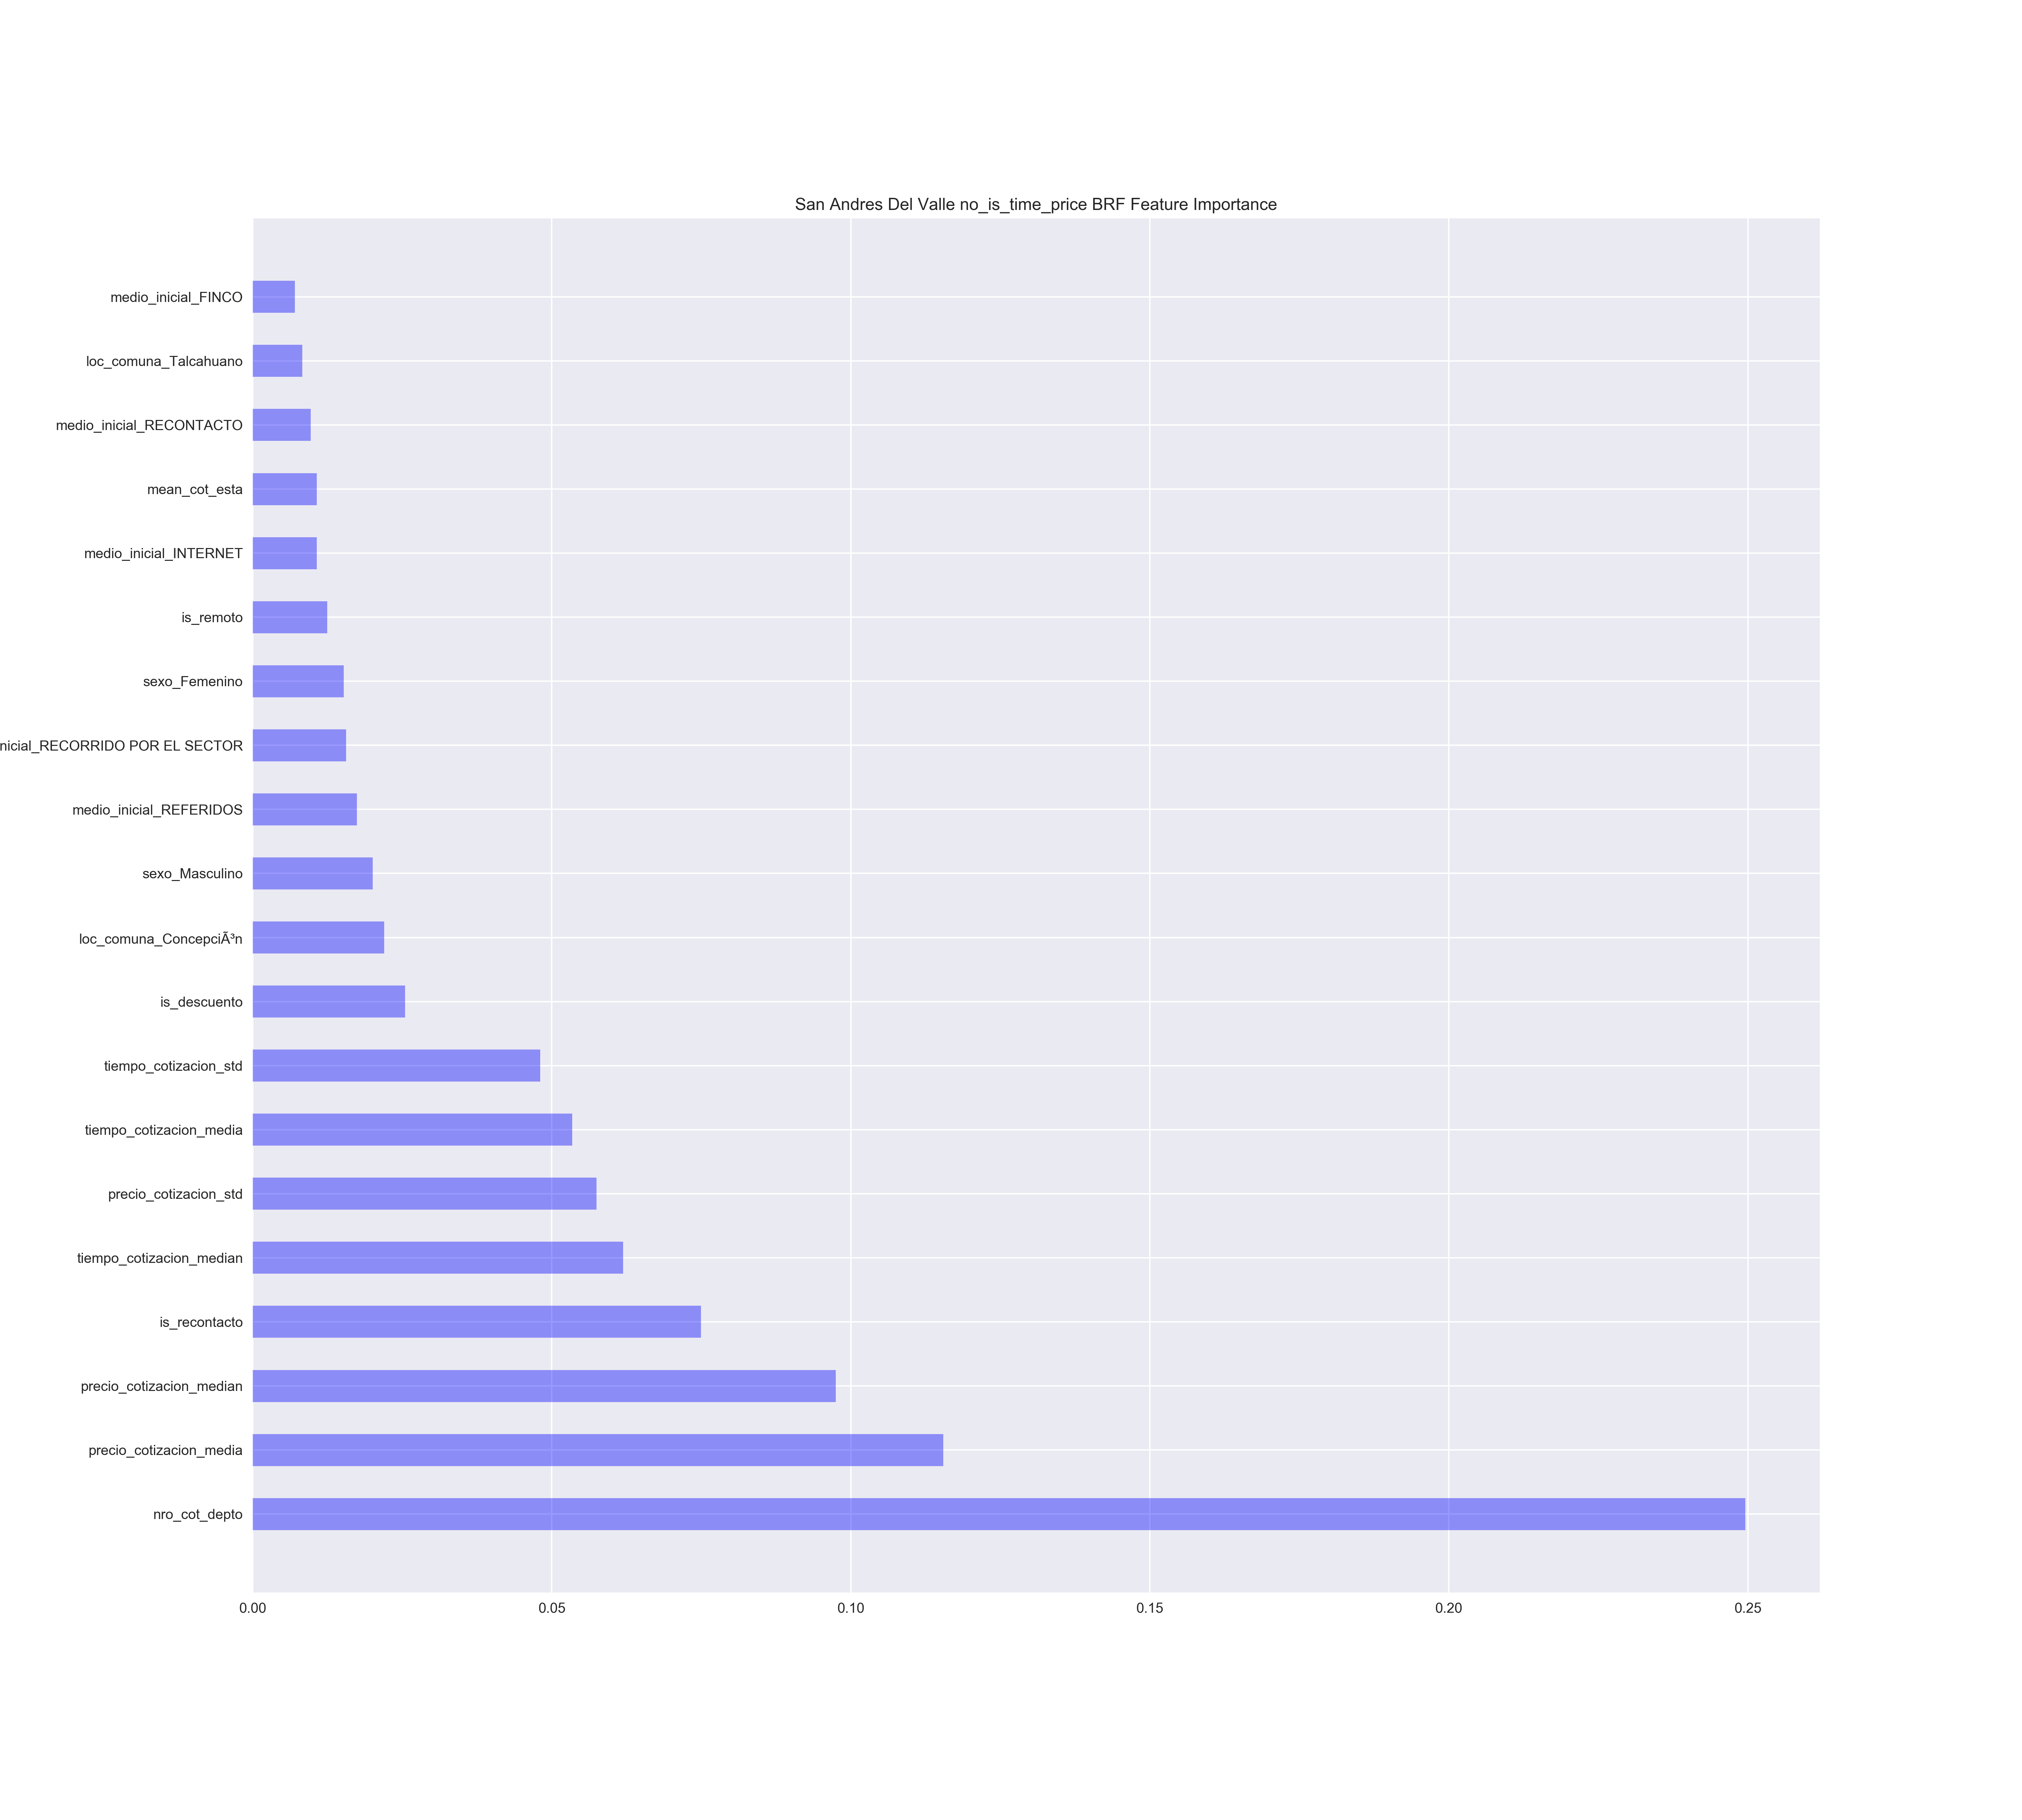 San Andres Del Valle no_is_time_price BRF Feature Importance
medio_inicial_FINCO
loc_comuna_Talcahuano
medio_inicial_RECONTACTO
mean_cot_esta
medio_inicial_INTERNET
is_remoto
sexo_Femenino
nicial_RECORRIDO POR EL SECTOR
medio_inicial_REFERIDOS
sexo_Masculino
loc_comuna_ConcepciÃ³n
is_descuento
tiempo_cotizacion_std
tiempo_cotizacion_media
precio_cotizacion_std
tiempo_cotizacion_median
is_recontacto
precio_cotizacion_median
precio_cotizacion_media
nro_cot_depto
0.00 0.05 0.10 0.15 0.20 0.25